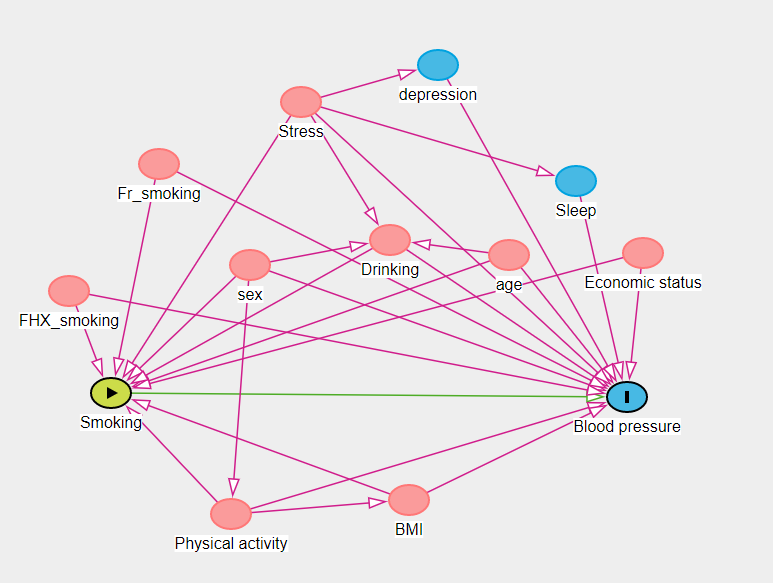 depression
Stress
Fr_smoking
Sleep
Drinking
age
Economic status
sex
FHX_smoking
Smoking
Blood pressure
BMI
Physical activity